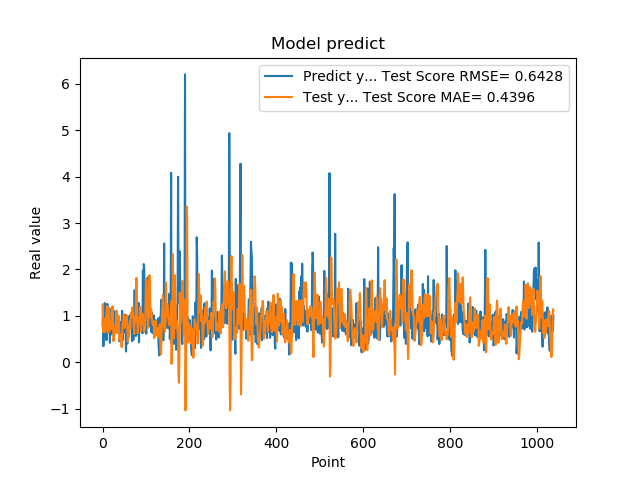 Model predict
Predict y... Test Score RMSE= 0.6428
Test y... Test Score MAE= 0.4396
6
5
4
3
2
1
0
−1
Real value
0 200 400 600 800 1000
Point